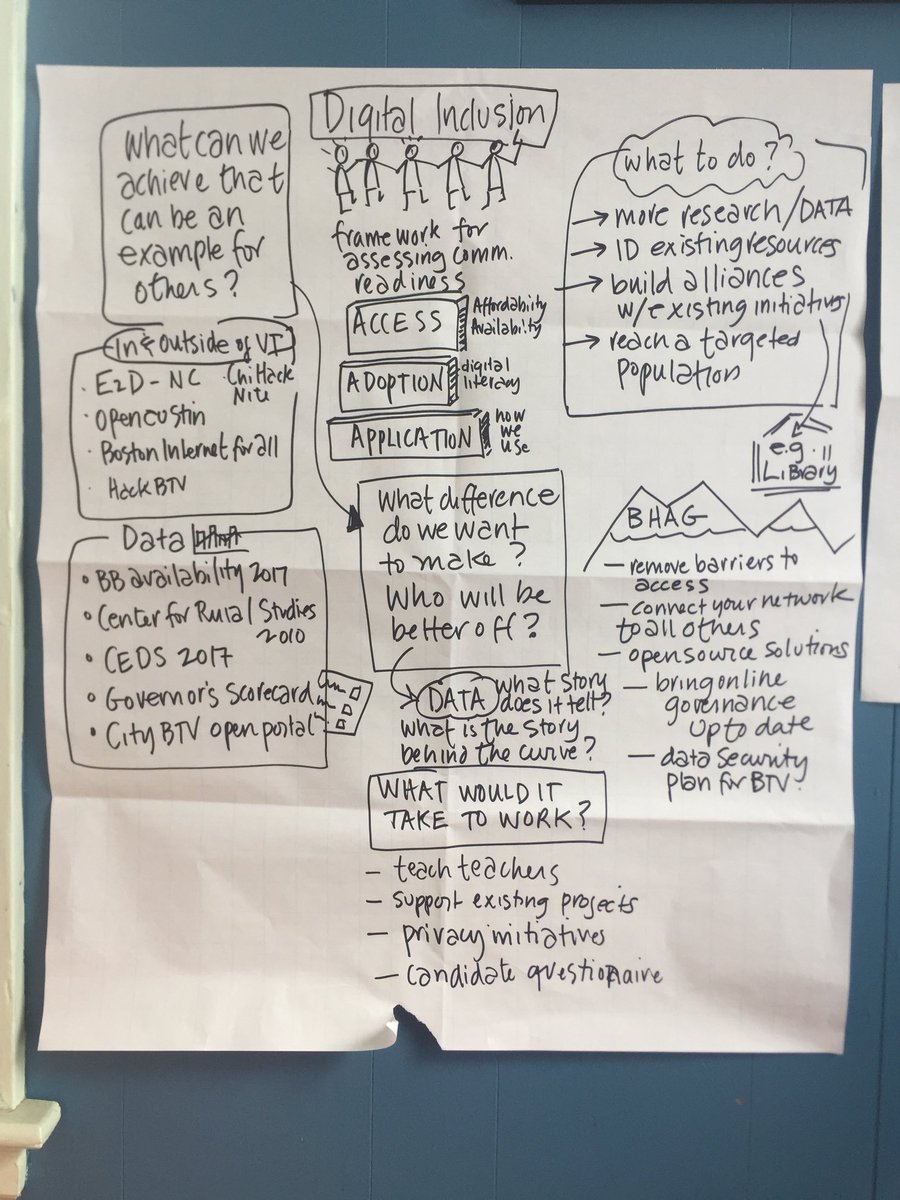 Digital Inclusion
What can we
achieve that
can be an
example for
others?
framework for
assessing comm.
readiness
ACCESS
Affordability
Availability
ADOPTION
digital
literacy
APPLICATION
how
we
use
what to do?
→ more research/DATA
→ ID existing resources
→ build alliances
w/existing initiatives
→ reach a targeted
population
e.g.
Library
In & outside of VT
· E2D - NC
· Chi Hack
Nite
· Open austin
· Boston Internet for all
· Hack BTV
Data
• BB availability 2017
• Center for Rural Studies
2010
• CEDS 2017
• Governor's Scorecard
• City BTV open portal
What difference
do we want
to make?
Who will be
better off?
DATA
what story
does it tell?
what is the story
behind the curve?
WHAT WOULD IT
TAKE TO WORK?
- teach teachers
- support existing projects
- privacy initiatives
- candidate questionaire
BHAG
- remove barriers to
access
- connect your network
to all others
- open source solutions
- bring online
governance
up to date
- data security
plan for BTV.